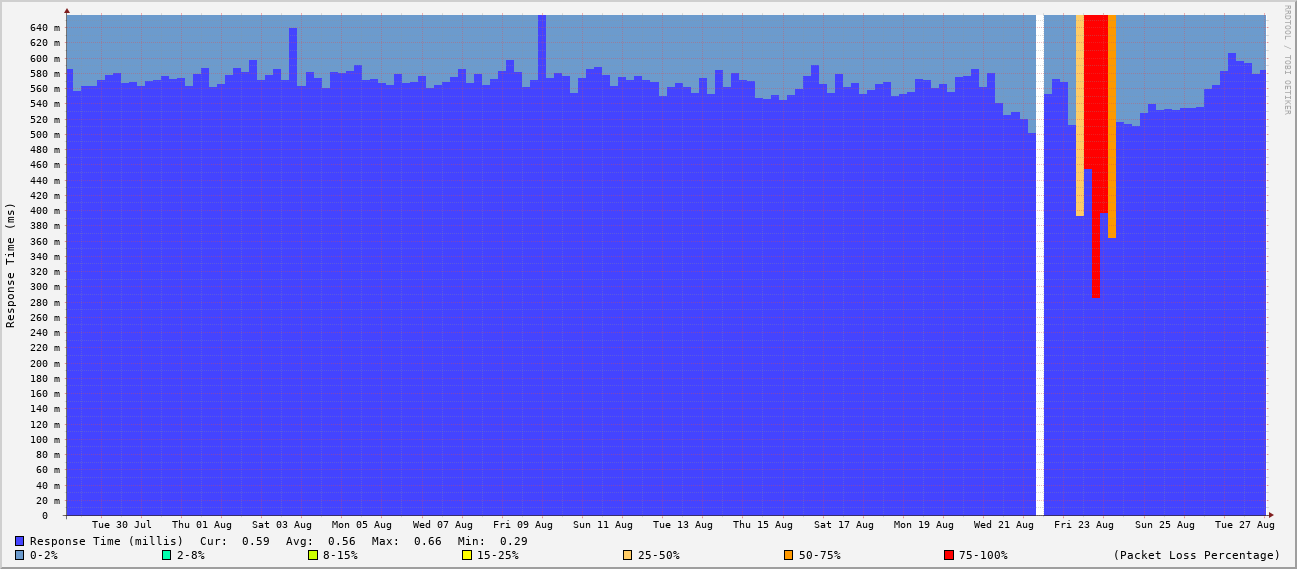 RRDTOOL / TOBI OETIKER
Response Time (ms)
640 m
620 m
600 m
580 m
560 m
540 m
520 m
500 m
480 m
460 m
440 m
420 m
400 m
380 m
360 m
340 m
320 m
300 m
280 m
260 m
240 m
220 m
200 m
180 m
160 m
140 m
120 m
100 m
80 m
60 m
40 m
20 m
0
Tue 30 Jul Thu 01 Aug Sat 03 Aug Mon 05 Aug Wed 07 Aug Fri 09 Aug Sun 11 Aug Tue 13 Aug Thu 15 Aug Sat 17 Aug Mon 19 Aug Wed 21 Aug Fri 23 Aug Sun 25 Aug Tue 27 Aug
Response Time (millis) Cur: 0.59 Avg: 0.56 Max: 0.66 Min: 0.29
0-2% 2-8% 8-15% 15-25% 25-50% 50-75% 75-100% (Packet Loss Percentage)